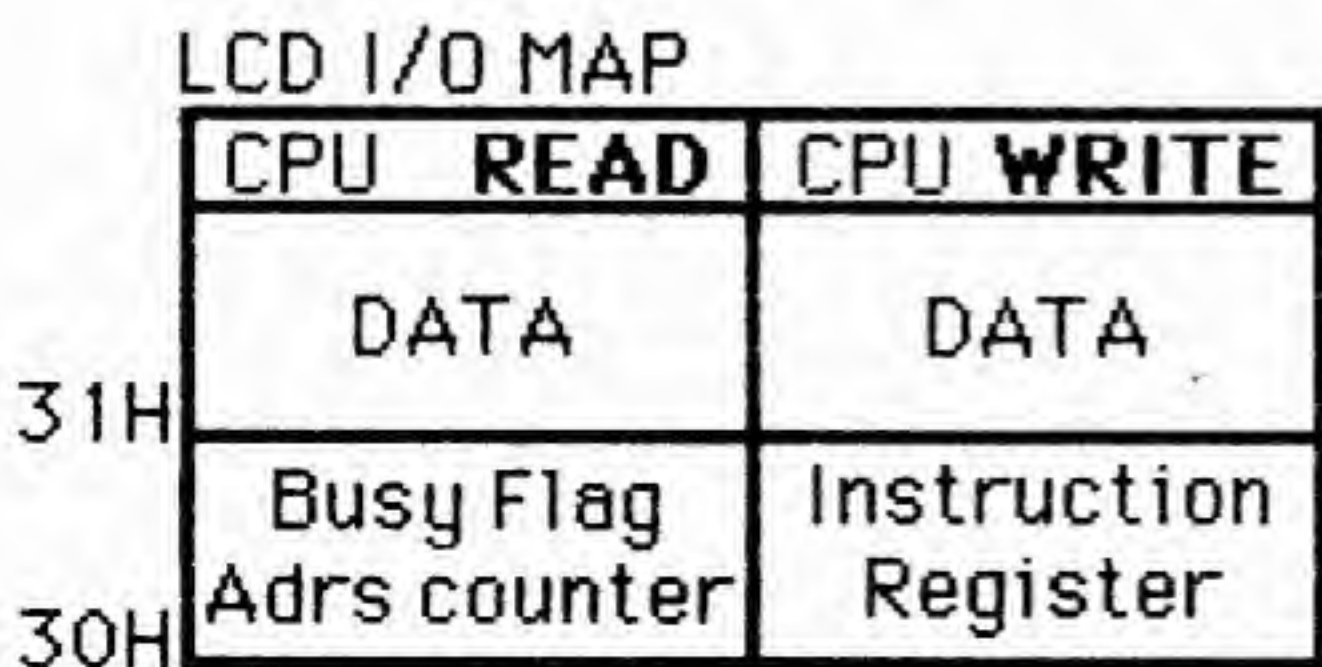 LCD I/O MAP
CPU READ CPU WRITE
DATA DATA
31H
Busy Flag Instruction
Adrs counter Register
30H